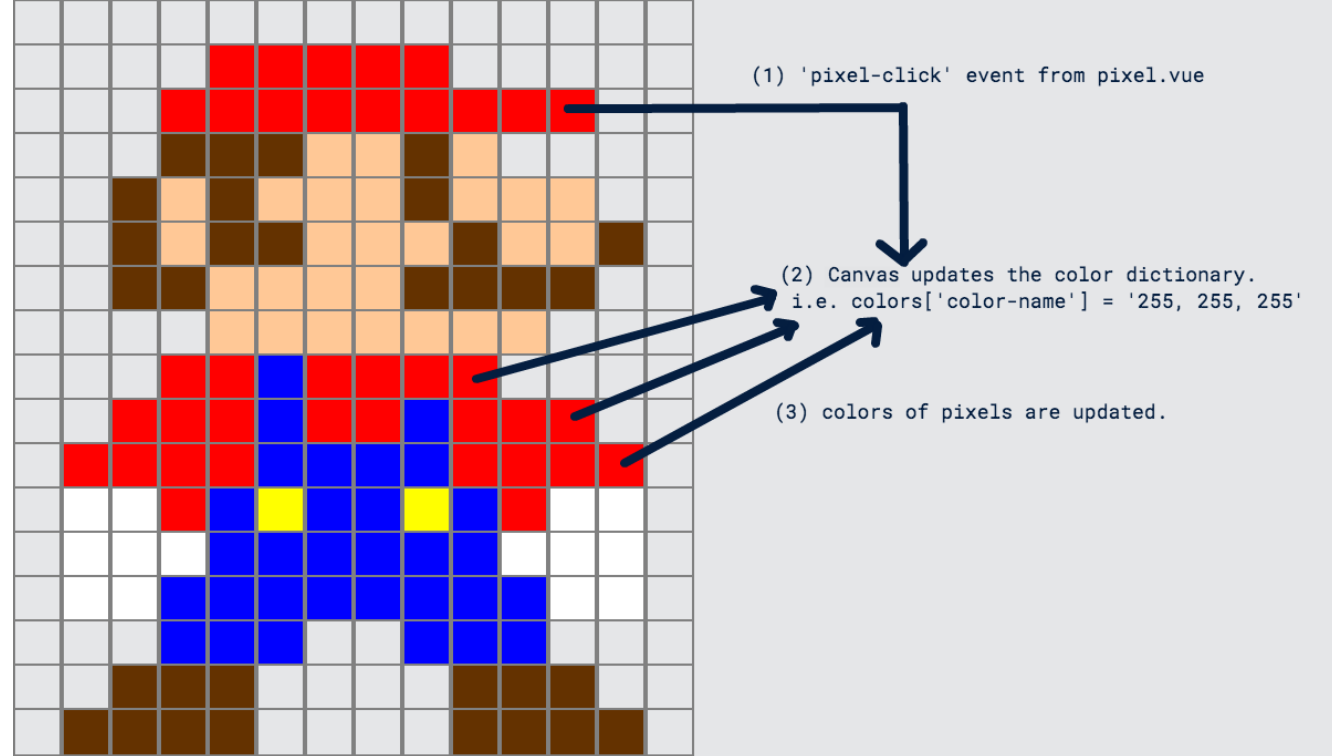 (1) 'pixel-click' event from pixel.vue
(2) Canvas updates the color dictionary.
i.e. colors['color-name'] = '255, 255, 255'
(3) colors of pixels are updated.